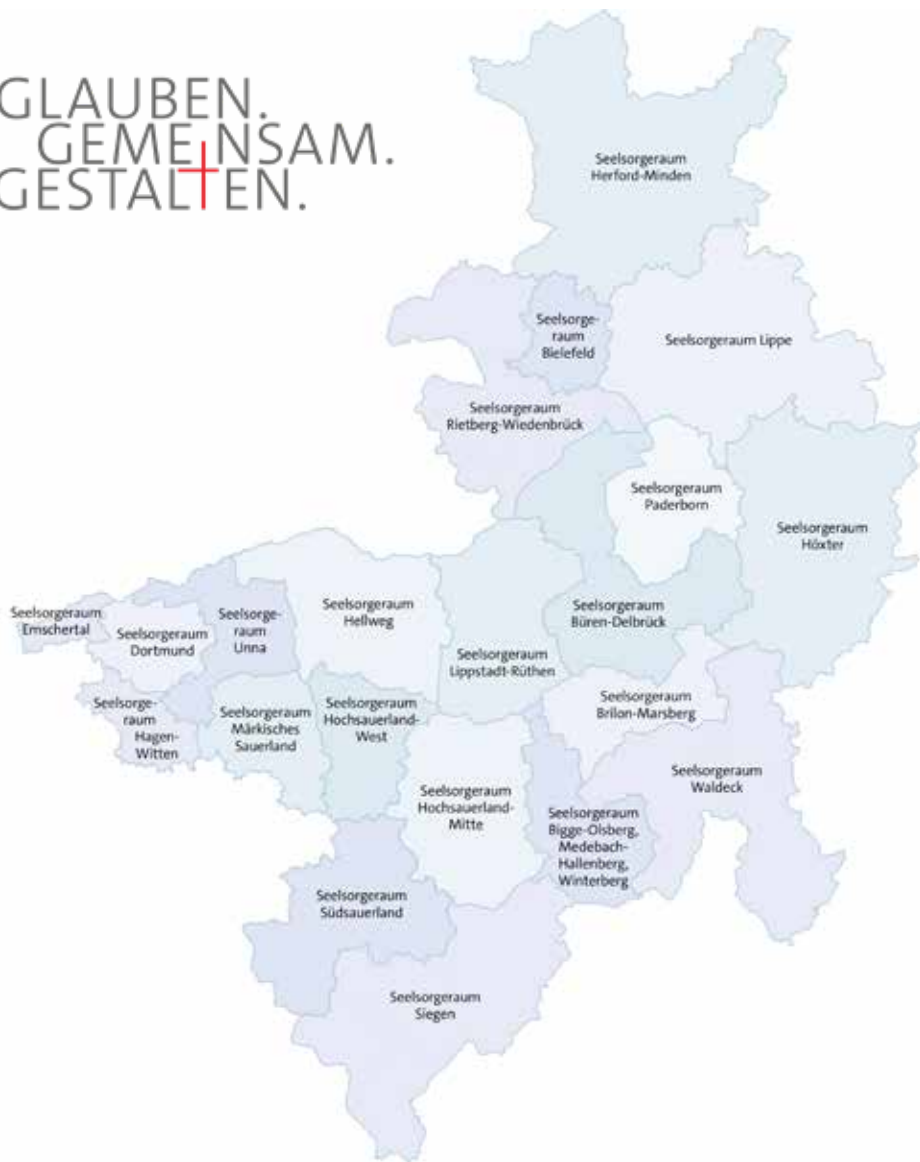 GLAUBEN.
GEMEINSAM.
GESTALTEN.
Seelsorgeraum
Herford-Minden
Seelsorge-
raum
Bielefeld
Seelsorgeraum Lippe
Seelsorgeraum
Rietberg-Wiedenbrück
Seelsorgeraum
Paderborn
Seelsorgeraum
Höxter
Seelsorgeraum
Emschertal
Seelsorgeraum
Dortmund
Seelsorge-
raum
Unna
Seelsorgeraum
Hellweg
Seelsorgeraum
Büren-Delbrück
Seelsorgeraum
Lippstadt-Rüthen
Seelsorge-
raum
Hagen-
Witten
Seelsorgeraum
Märkisches
Sauerland
Seelsorgeraum
Hochsauerland-
West
Seelsorgeraum
Brilon-Marsberg
Seelsorgeraum
Waldeck
Seelsorgeraum
Hochsauerland-
Mitte
Seelsorgeraum
Bigge-Olsberg,
Medebach-
Hallenberg,
Winterberg
Seelsorgeraum
Südsauerland
Seelsorgeraum
Siegen